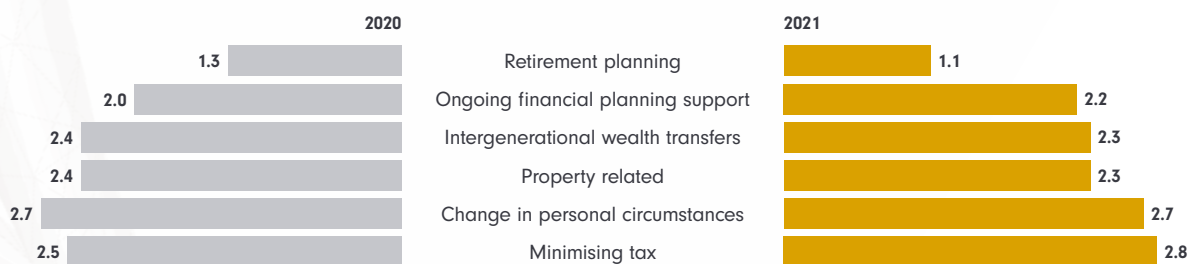 2020 2021
1.3 Retirement planning 1.1
2.0 Ongoing financial planning support 2.2
2.4 Intergenerational wealth transfers 2.3
2.4 Property related 2.3
2.7 Change in personal circumstances 2.7
2.5 Minimising tax 2.8